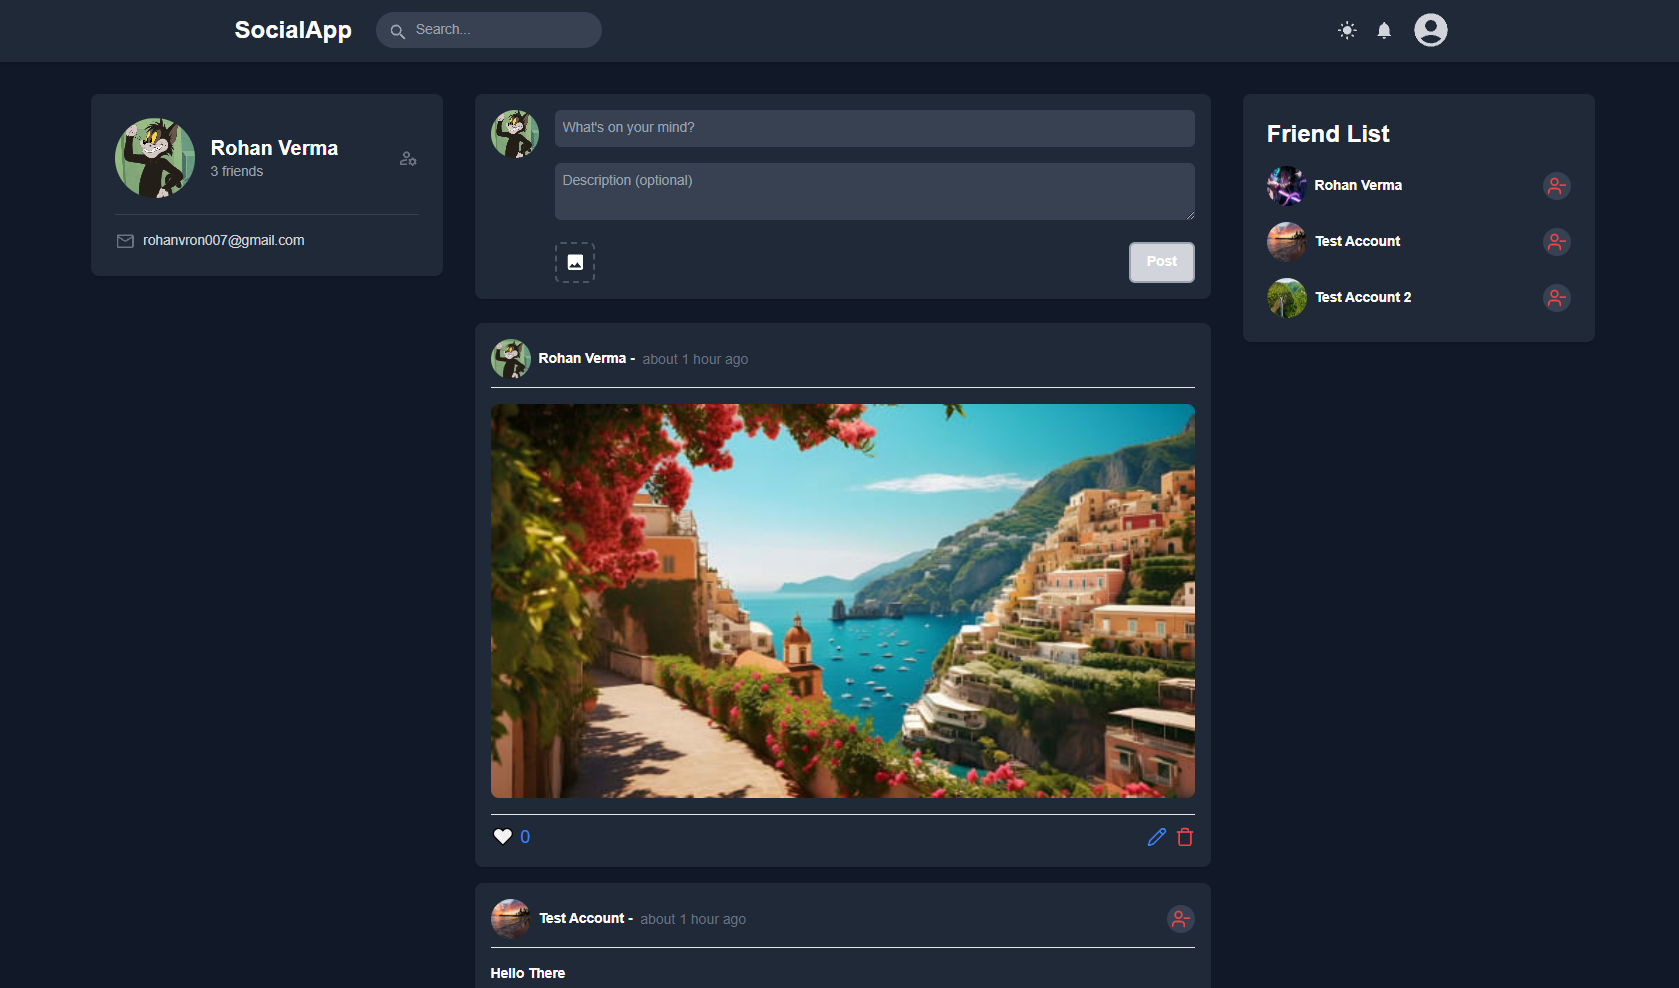 SocialApp
Search...
Rohan Verma
3 friends
rohanvron007@gmail.com
What's on your mind?
Description (optional)
Post
Rohan Verma - about 1 hour ago
0
Test Account - about 1 hour ago
Hello There
Friend List
Rohan Verma
Test Account
Test Account 2